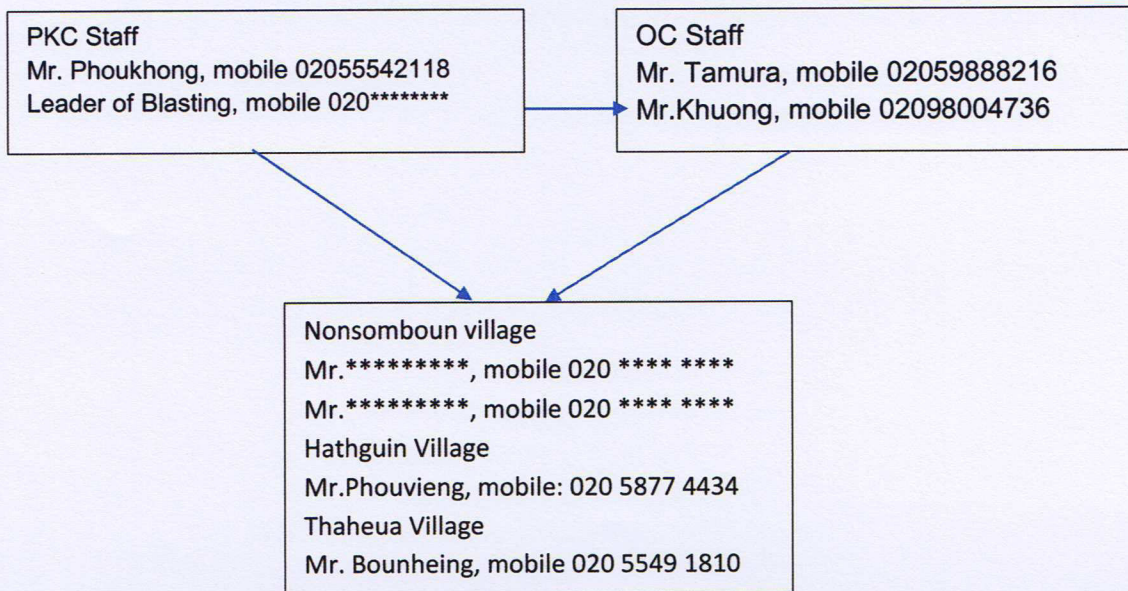 PKC Staff
Mr. Phoukhong, mobile 02055542118
Leader of Blasting, mobile 020********
OC Staff
Mr. Tamura, mobile 02059888216
Mr.Khuong, mobile 02098004736
Nonsomboun village
Mr.*********, mobile 020 **** ****
Mr.*********, mobile 020 **** ****
Hathguin Village
Mr.Phouvieng, mobile: 020 5877 4434
Thaheua Village
Mr. Bounheing, mobile 020 5549 1810